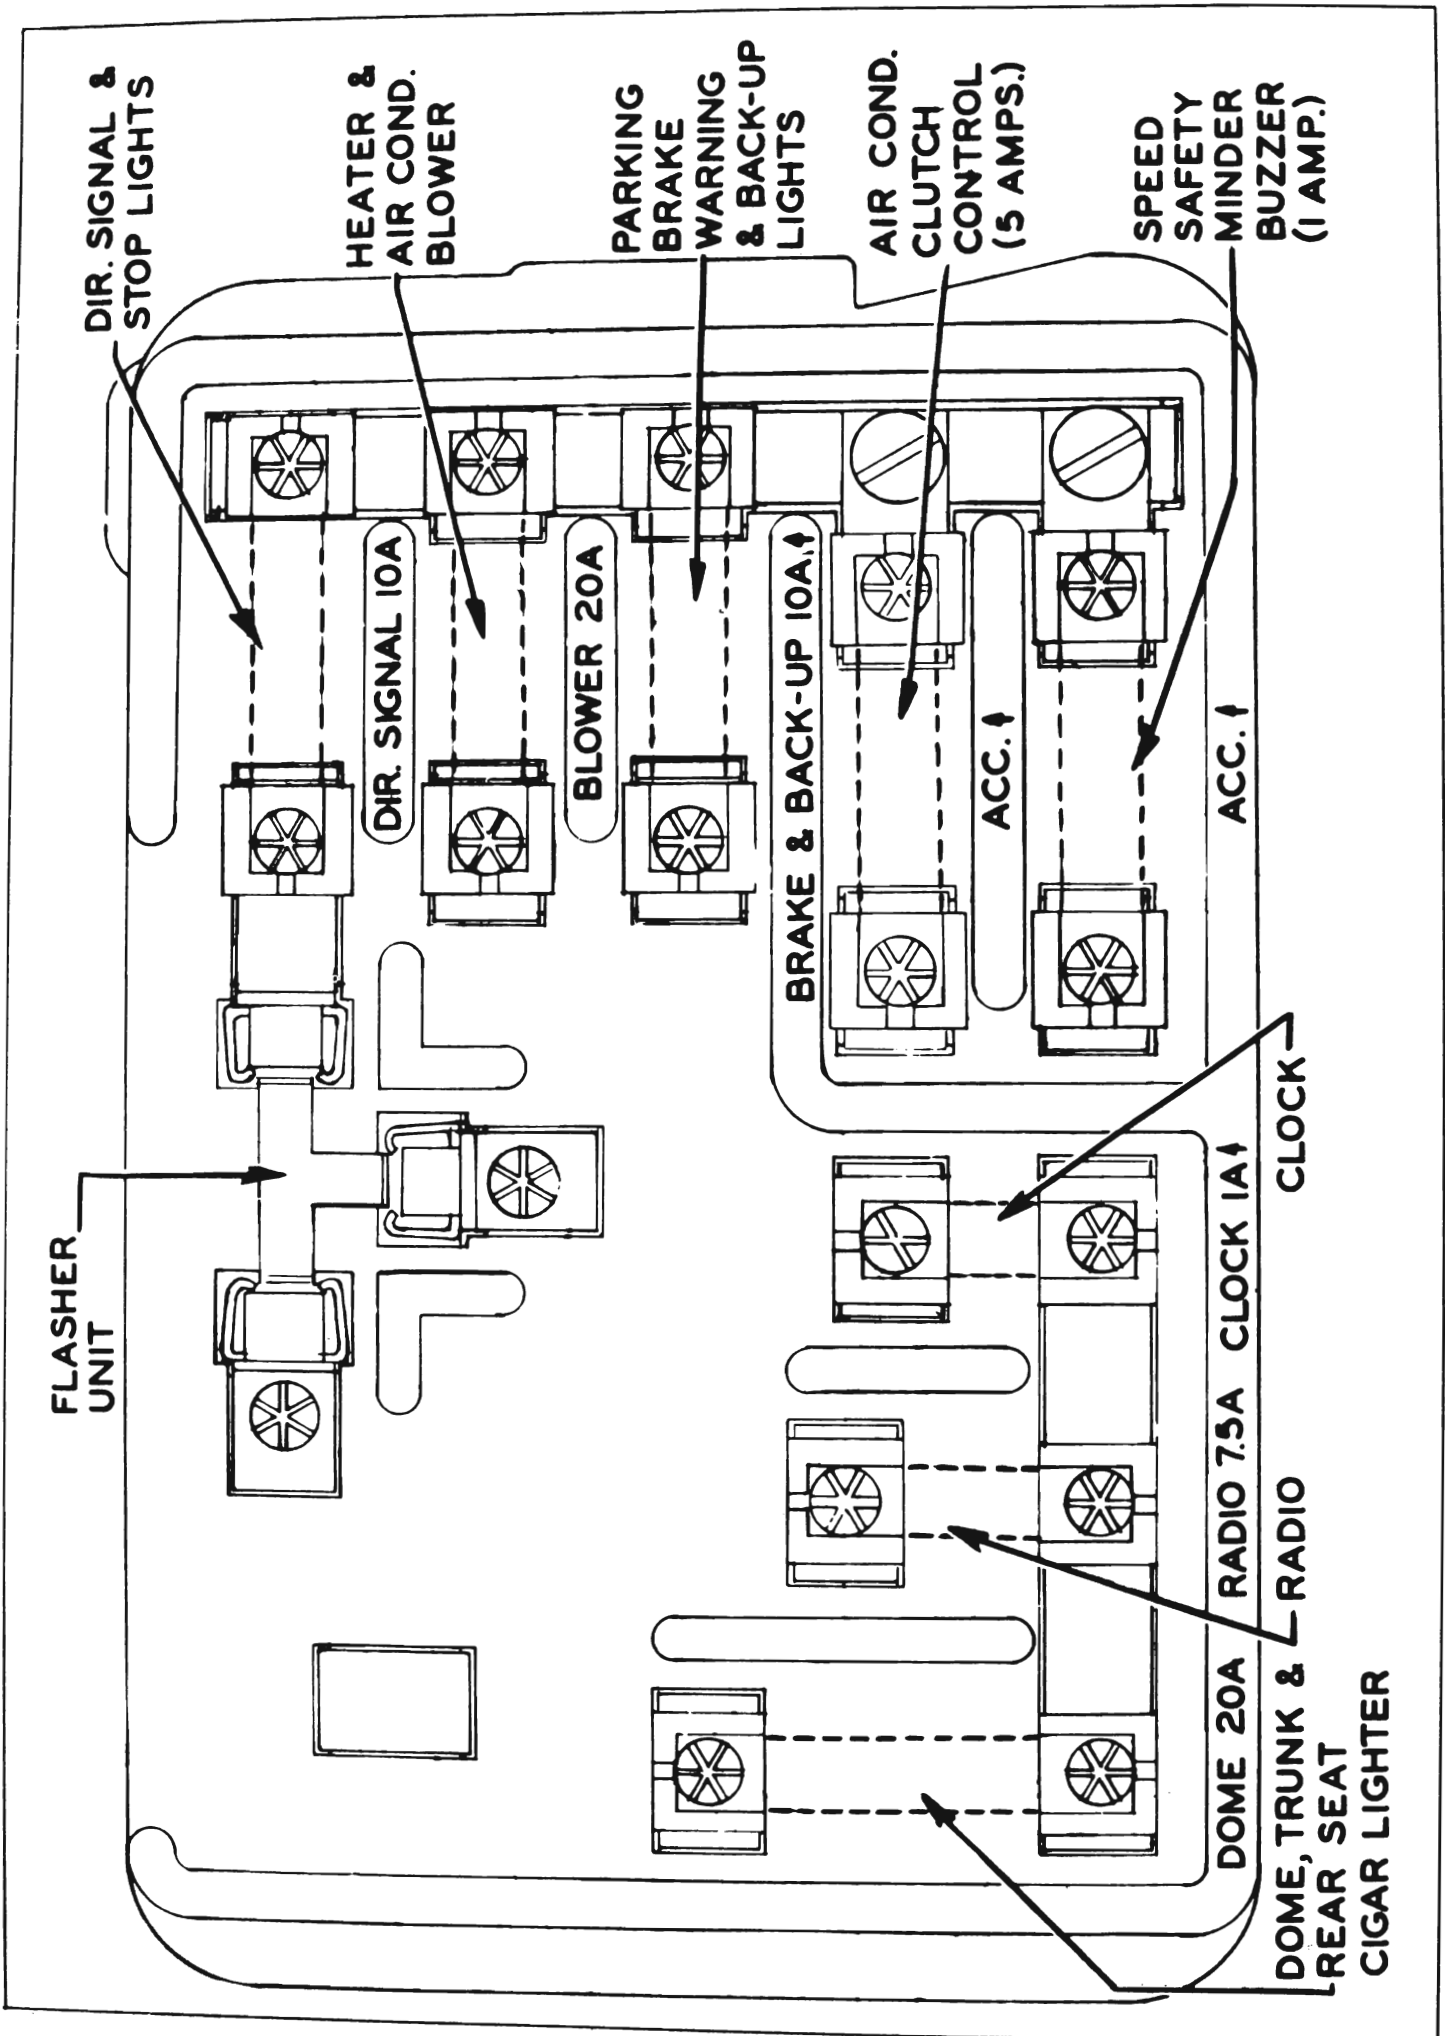 DIR. SIGNAL &
STOP LIGHTS
HEATER &
AIR COND.
BLOWER
PARKING
BRAKE
WARNING
& BACK-UP
LIGHTS
AIR COND.
CLUTCH
CONTROL
(5 AMPS.)
SPEED
SAFETY
MINDER
BUZZER
(1 AMP.)
DIR. SIGNAL 10A
BLOWER 20A
BRAKE & BACK-UP 10A
ACC.
ACC.
FLASHER
UNIT
DOME 20A RADIO 7.5A CLOCK 1A
CLOCK
RADIO
DOME, TRUNK &
REAR SEAT
CIGAR LIGHTER